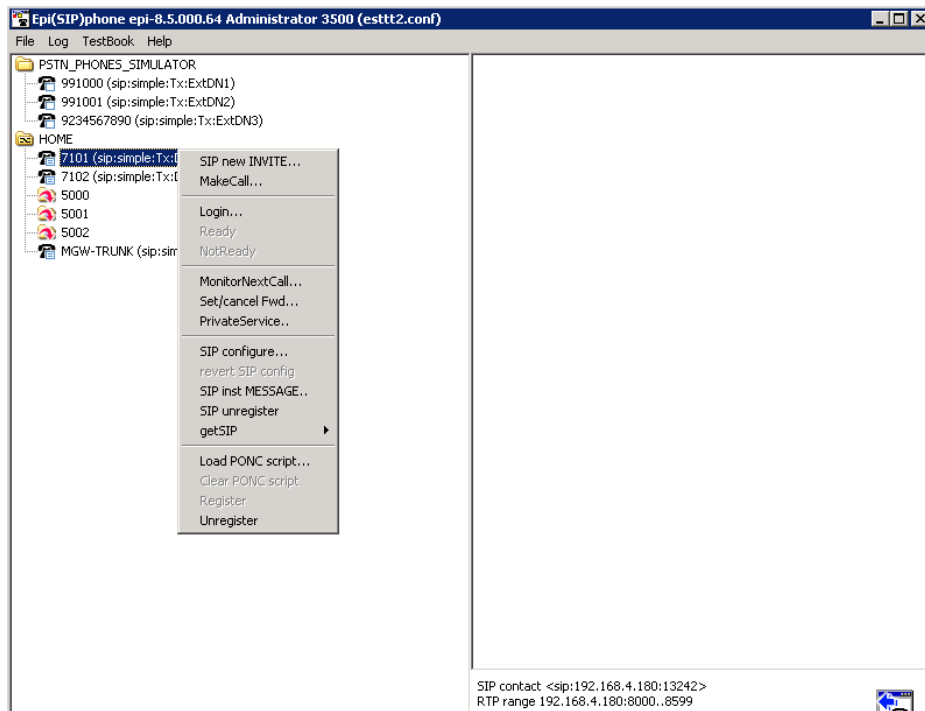 Epi(SIP)phone epi-8.5.000.64 Administrator 3500 (esttt2.conf)
File Log TestBook Help
PSTN_PHONES_SIMULATOR
991000 (sip:simple:Tx:ExtDN1)
991001 (sip:simple:Tx:ExtDN2)
9234567890 (sip:simple:Tx:ExtDN3)
HOME
7101 (sip:simple:Tx:
7102 (sip:simple:Tx:
5000
5001
5002
MGW-TRUNK (sip:sim
SIP new INVITE...
MakeCall...
Login...
Ready
NotReady
MonitorNextCall...
Set/cancel Fwd...
PrivateService..
SIP configure...
revert SIP config
SIP inst MESSAGE..
SIP unregister
getSIP
Load PONC script...
Clear PONC script
Register
Unregister
SIP contact <sip:192.168.4.180:13242>
RTP range 192.168.4.180:8000..8599